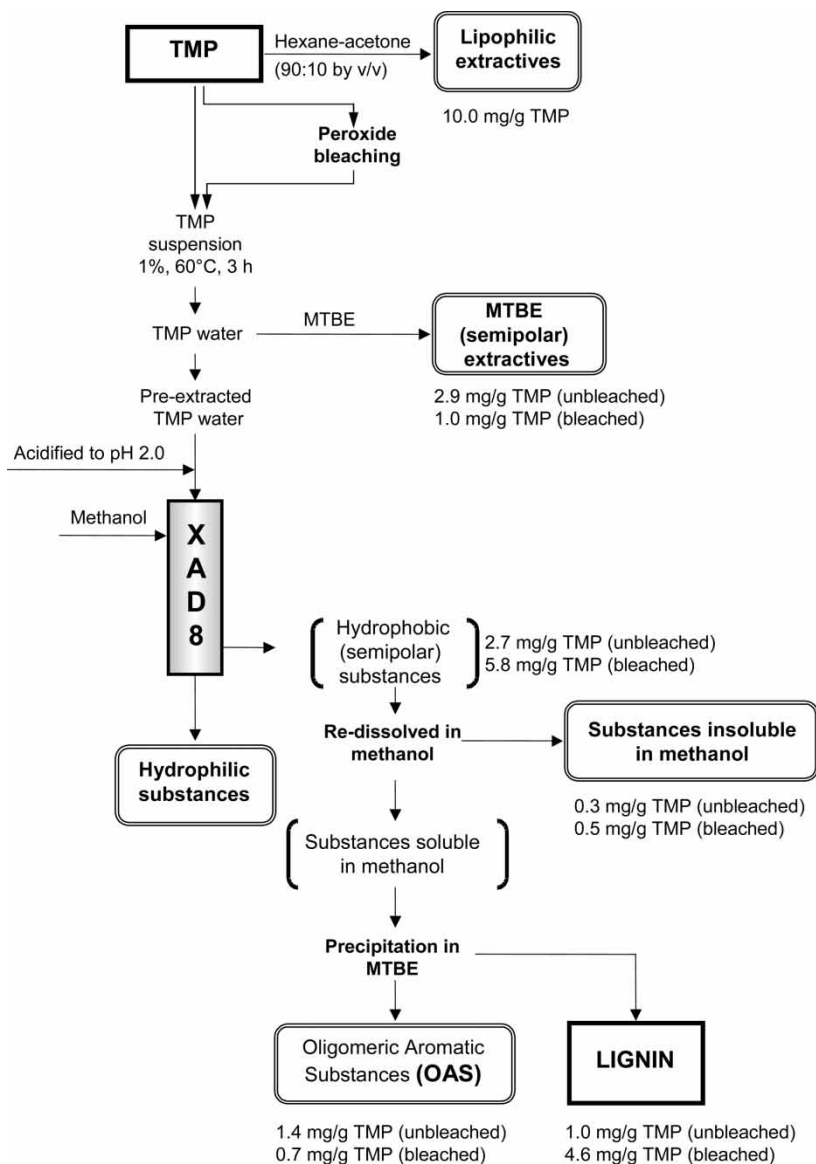 TMP
Hexane-acetone
(90:10 by v/v)
Lipophilic
extractives
10.0 mg/g TMP
Peroxide
bleaching
TMP
suspension
1%, 60°C, 3 h
TMP water
MTBE
MTBE
(semipolar)
extractives
2.9 mg/g TMP (unbleached)
1.0 mg/g TMP (bleached)
Pre-extracted
TMP water
Acidified to pH 2.0
Methanol
X
A
D
8
Hydrophobic
(semipolar)
substances
2.7 mg/g TMP (unbleached)
5.8 mg/g TMP (bleached)
Re-dissolved in
methanol
Substances insoluble
in methanol
0.3 mg/g TMP (unbleached)
0.5 mg/g TMP (bleached)
Hydrophilic
substances
Substances soluble
in methanol
Precipitation in
MTBE
Oligomeric Aromatic
Substances (OAS)
1.4 mg/g TMP (unbleached)
0.7 mg/g TMP (bleached)
LIGNIN
1.0 mg/g TMP (unbleached)
4.6 mg/g TMP (bleached)